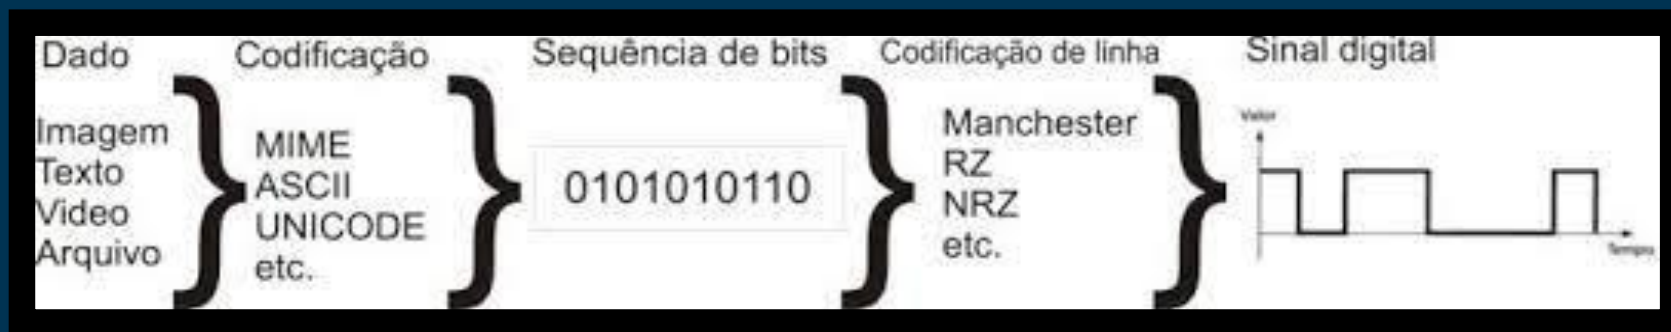 Dado
Imagem
Texto
Video
Arquivo
Codificação
MIME
ASCII
UNICODE
etc.
Sequência de bits
0101010110
Codificação de linha
Manchester
RZ
NRZ
etc.
Sinal digital
Valor
Tempo